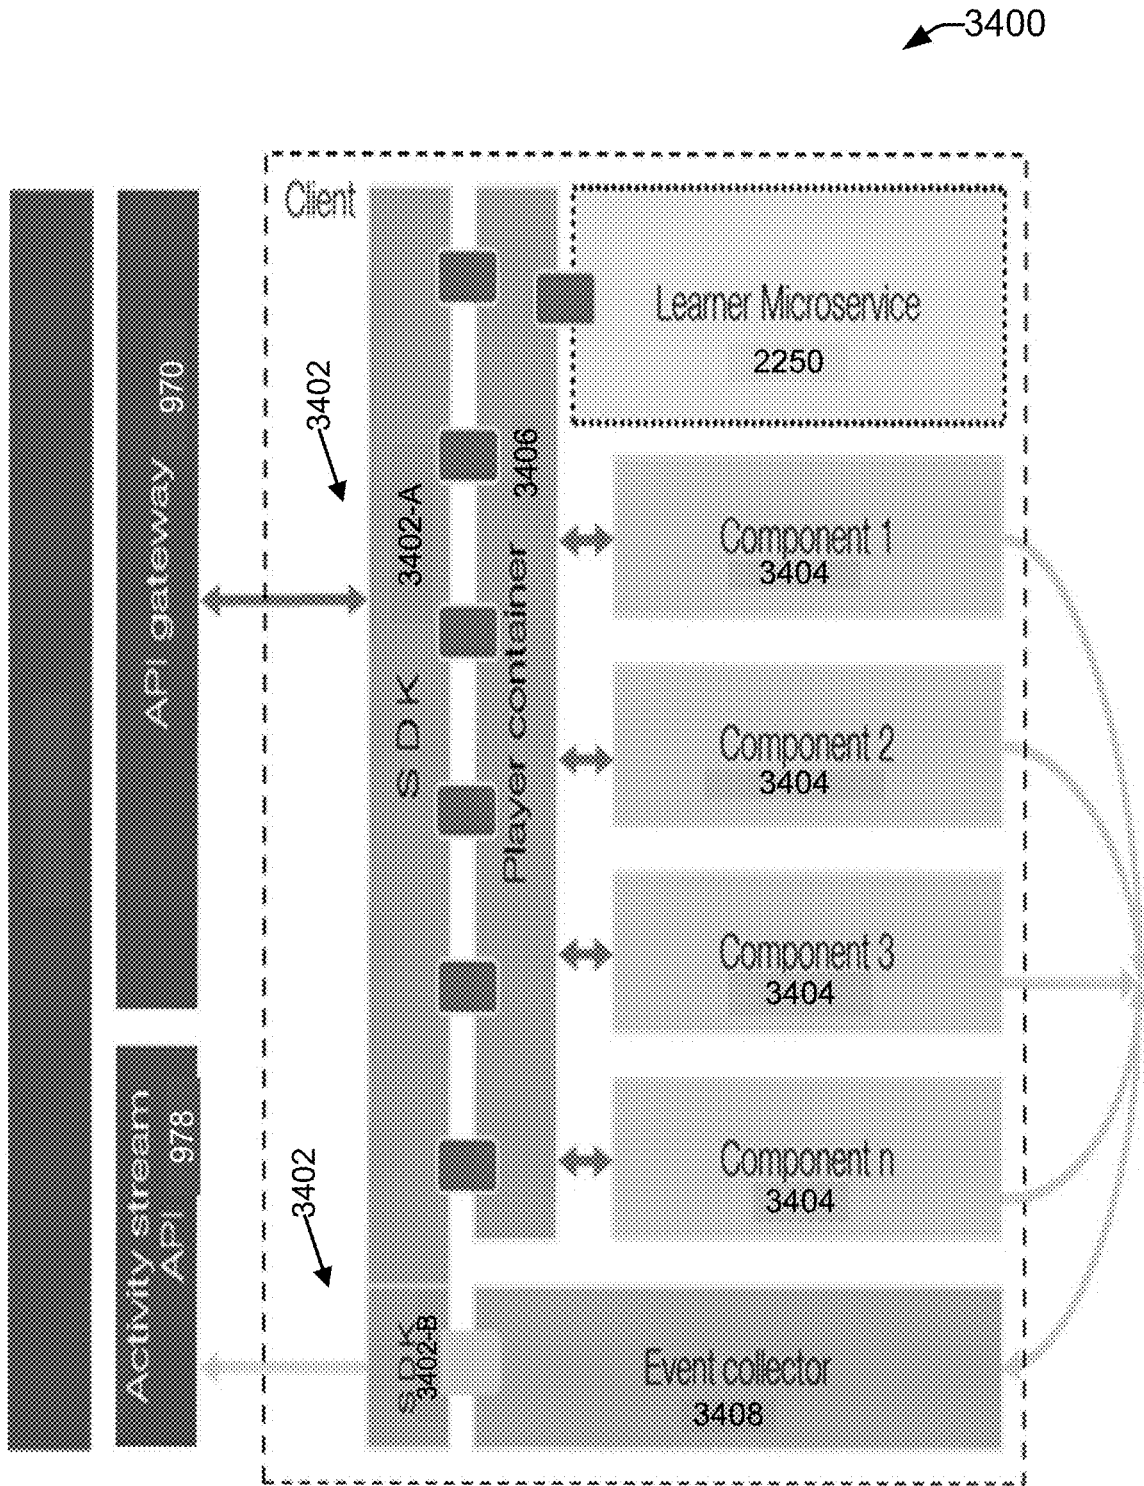 3400
Client
Learner Microservice
2250
API gateway 970
3402
3402-A
SDK
Player container 3406
Component 1
3404
Component 2
3404
Component 3
3404
Component n
3404
Activity stream
API 978
3402
SDK
3402-B
Event collector
3408